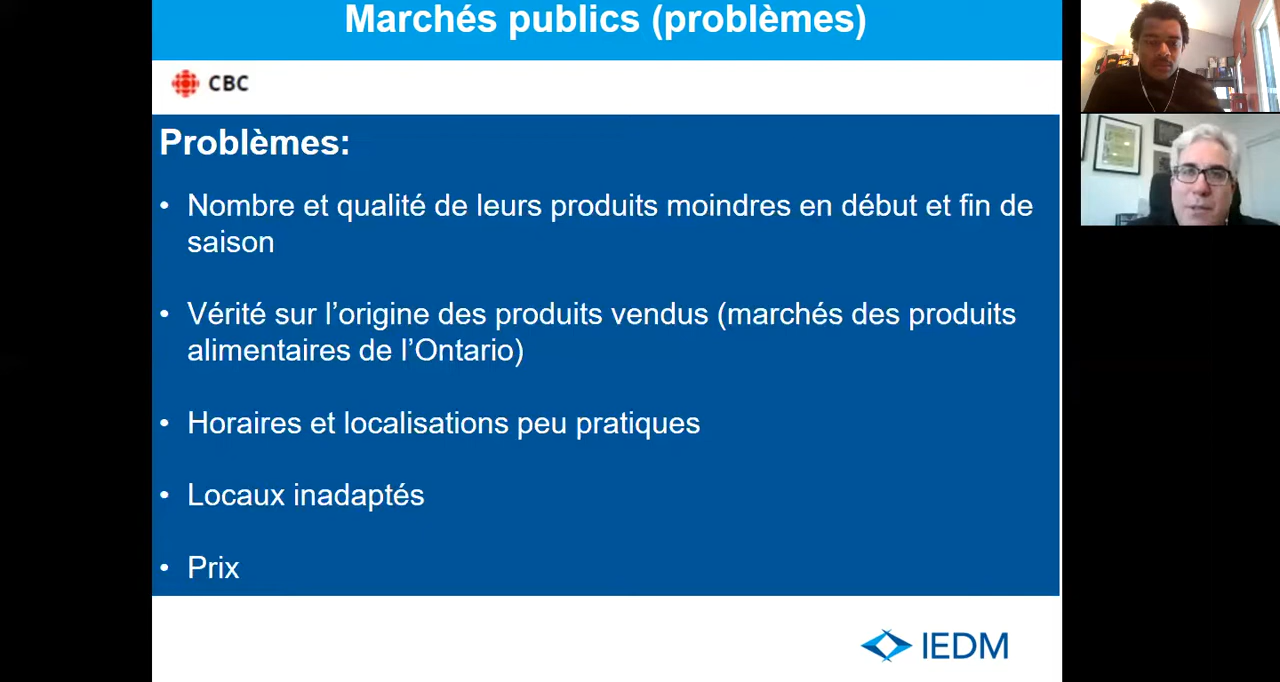 Marchés publics (problèmes)
CBC
Problèmes:
• Nombre et qualité de leurs produits moindres en début et fin de
saison
• Vérité sur l’origine des produits vendus (marchés des produits
alimentaires de l’Ontario)
• Horaires et localisations peu pratiques
• Locaux inadaptés
• Prix
IEDM